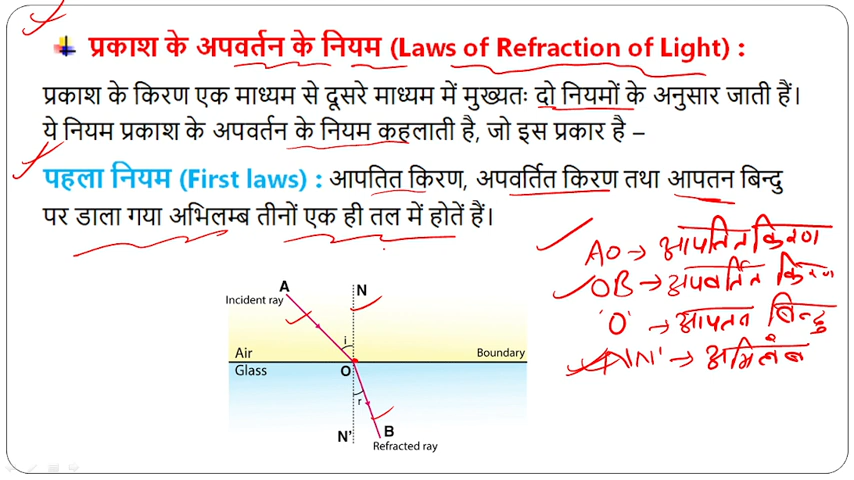 प्रकाश के अपवर्तन के नियम (Laws of Refraction of Light) :
प्रकाश के किरण एक माध्यम से दूसरे माध्यम में मुख्यतः दो नियमों के अनुसार जाती हैं।
ये नियम प्रकाश के अपवर्तन के नियम कहलाती है, जो इस प्रकार है –
पहला नियम (First laws) : आपतित किरण, अपवर्तित किरण तथा आपतन बिन्दु
पर डाला गया अभिलम्ब तीनों एक ही तल में होतें हैं।
AO → आपतित किरण
OB → अपवर्तित किरण
'O' → आपतन बिन्दु
NN' → अभिलंब
A
N
Incident ray
i
Air
Boundary
Glass
O
r
N'
B
Refracted ray